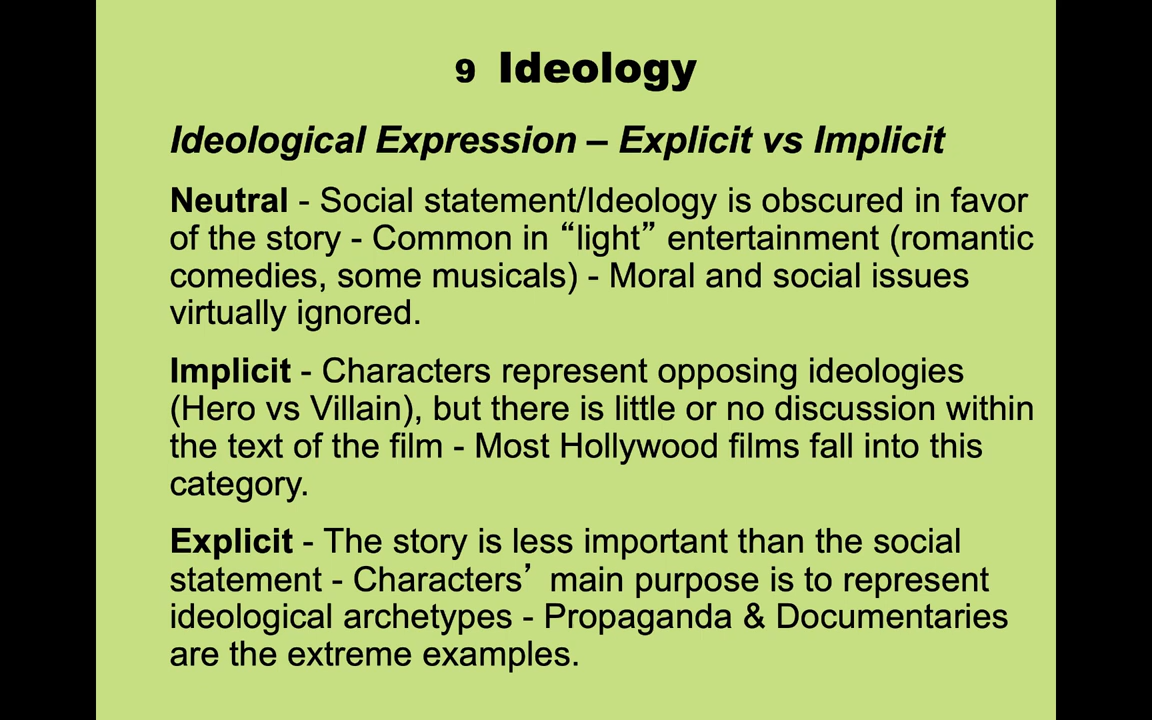 9 Ideology
Ideological Expression – Explicit vs Implicit
Neutral - Social statement/Ideology is obscured in favor
of the story - Common in “light” entertainment (romantic
comedies, some musicals) - Moral and social issues
virtually ignored.
Implicit - Characters represent opposing ideologies
(Hero vs Villain), but there is little or no discussion within
the text of the film - Most Hollywood films fall into this
category.
Explicit - The story is less important than the social
statement - Characters’ main purpose is to represent
ideological archetypes - Propaganda & Documentaries
are the extreme examples.